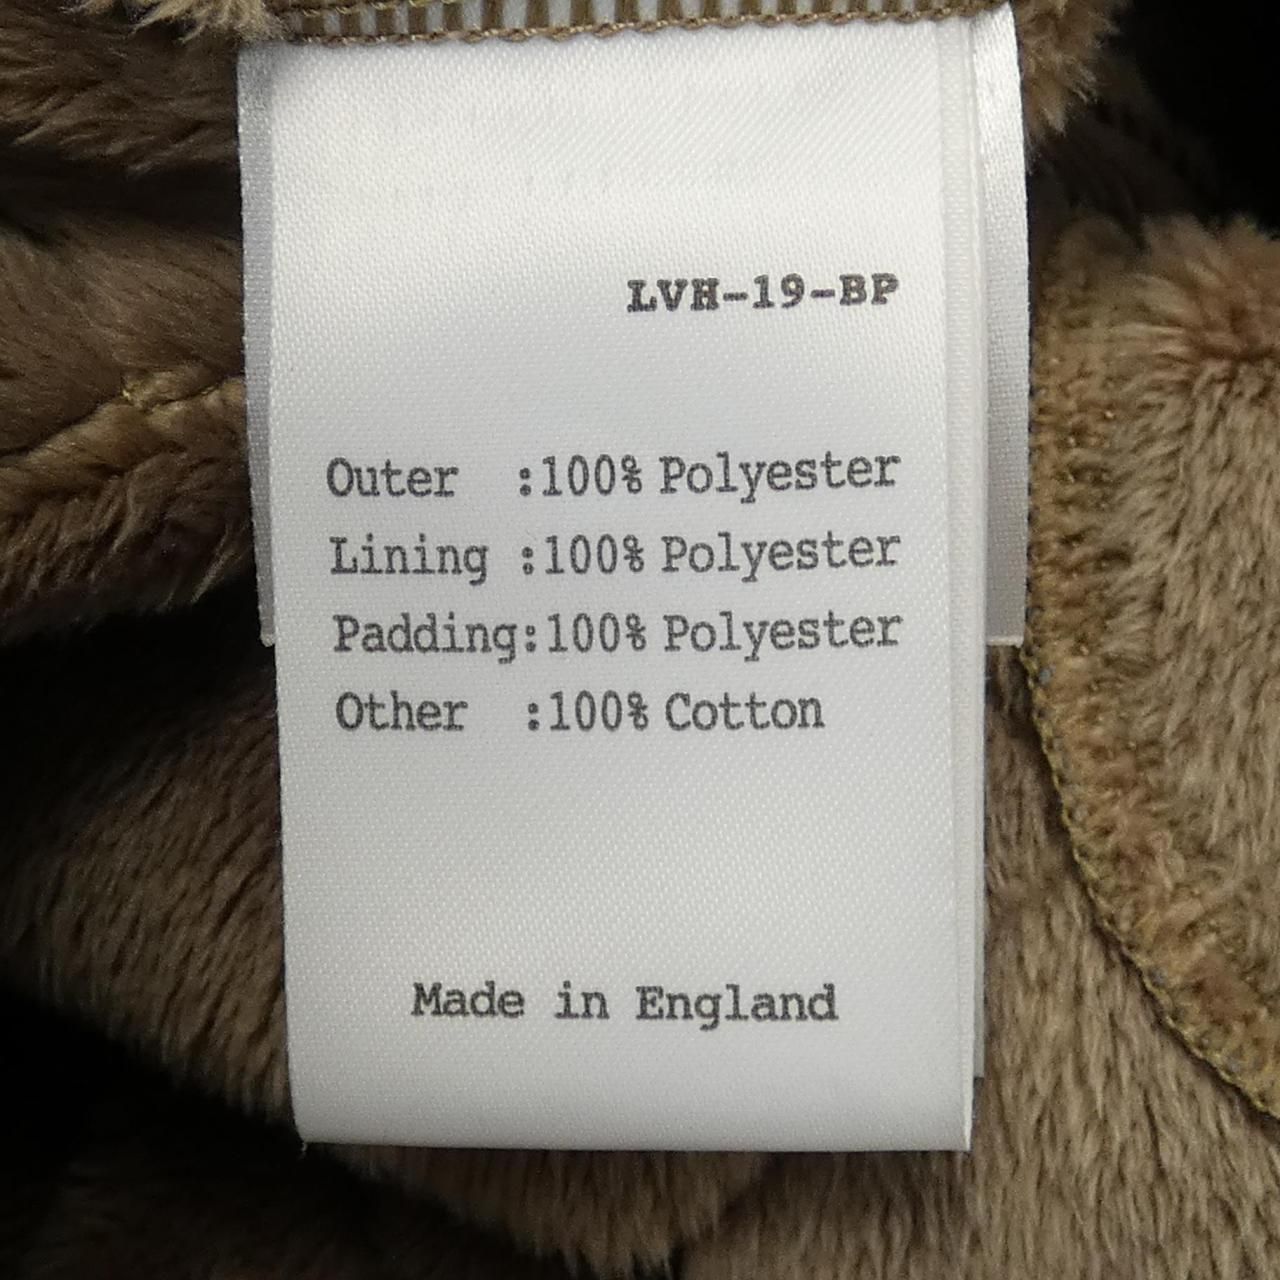 LVH-19-BP
Outer :100% Polyester
Lining :100% Polyester
Padding:100% Polyester
Other :100% Cotton
Made in England